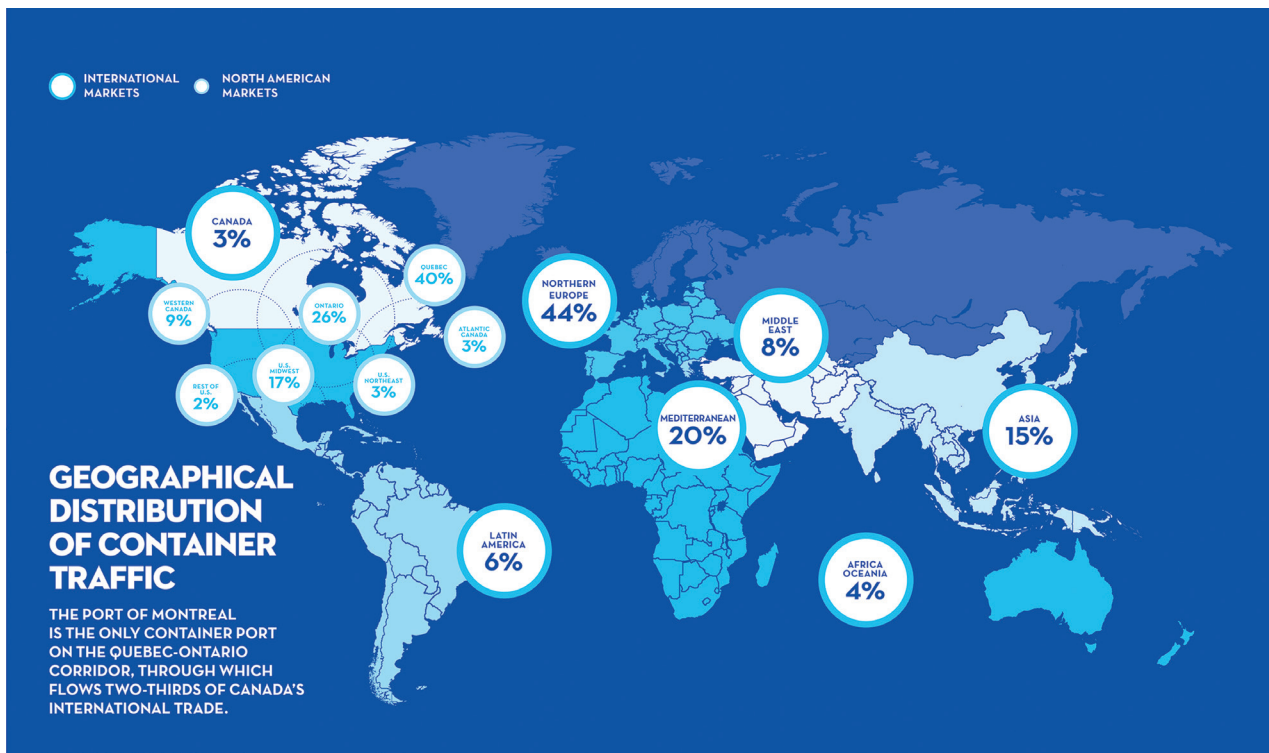 INTERNATIONAL
MARKETS
NORTH AMERICAN
MARKETS
CANADA
3%
QUEBEC
40%
WESTERN
CANADA
9%
ONTARIO
26%
ATLANTIC
CANADA
3%
REST OF
U.S.
2%
U.S.
MIDWEST
17%
U.S.
NORTHEAST
3%
NORTHERN
EUROPE
44%
MIDDLE
EAST
8%
MEDITERRANEAN
20%
ASIA
15%
LATIN
AMERICA
6%
AFRICA
OCEANIA
4%
GEOGRAPHICAL
DISTRIBUTION
OF CONTAINER
TRAFFIC
THE PORT OF MONTREAL
IS THE ONLY CONTAINER PORT
ON THE QUEBEC-ONTARIO
CORRIDOR, THROUGH WHICH
FLOWS TWO-THIRDS OF CANADA'S
INTERNATIONAL TRADE.